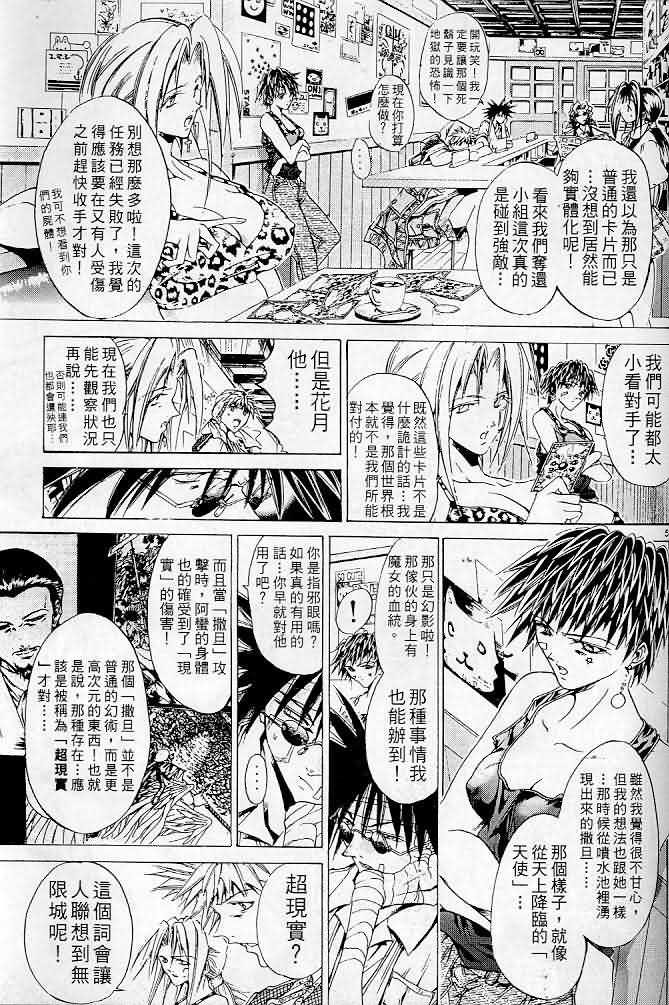 我還以為那只是
普通的卡片而已
…沒想到居然能
夠實體化呢！
看來我們奪還
小組這次真的
是碰到強敵…
開玩笑！我一
定要讓那個死
鬍子見識一下
地獄的恐怖！
現在你打算
怎麼做？
別想那麼多啦！這次的
任務已經失敗了，我覺
得應該要在又有人受傷
之前趕快收手才對！
我可不想看到你
們的屍體
我們可能都太
小看對手了…
既然這些卡片不是
什麼詭計的話…我
覺得，那個世界根
本就不是我們所能
對付的！
但是花月
他……
現在我們也只
能先觀察狀況
再說……
否則可能連我們
也都會遭殃耶…
雖然我覺得很不甘心，
但我的想法也跟她一樣
…那時候從噴水池裡湧
現出來的撒旦…
那個樣子，就像
從天上降臨的「
天使」…
那只是幻影啦！
那傢伙的身上有
魔女的血統。
那種事情我
也能辦到！
！
你是指邪眼嗎？
如果真的有用的
話…你早就對他
用了吧？
…
而且當「撒旦」攻
擊時，阿蠻的身體
也的確受到了「現
實」的傷害！
那個「撒旦」並不是
普通的幻術，而是更
高次元的東西！也就
是說，那種存在…應
該是被稱為「超現實
」才對……
超現實？
這個詞會讓
人聯想到無
限城呢！